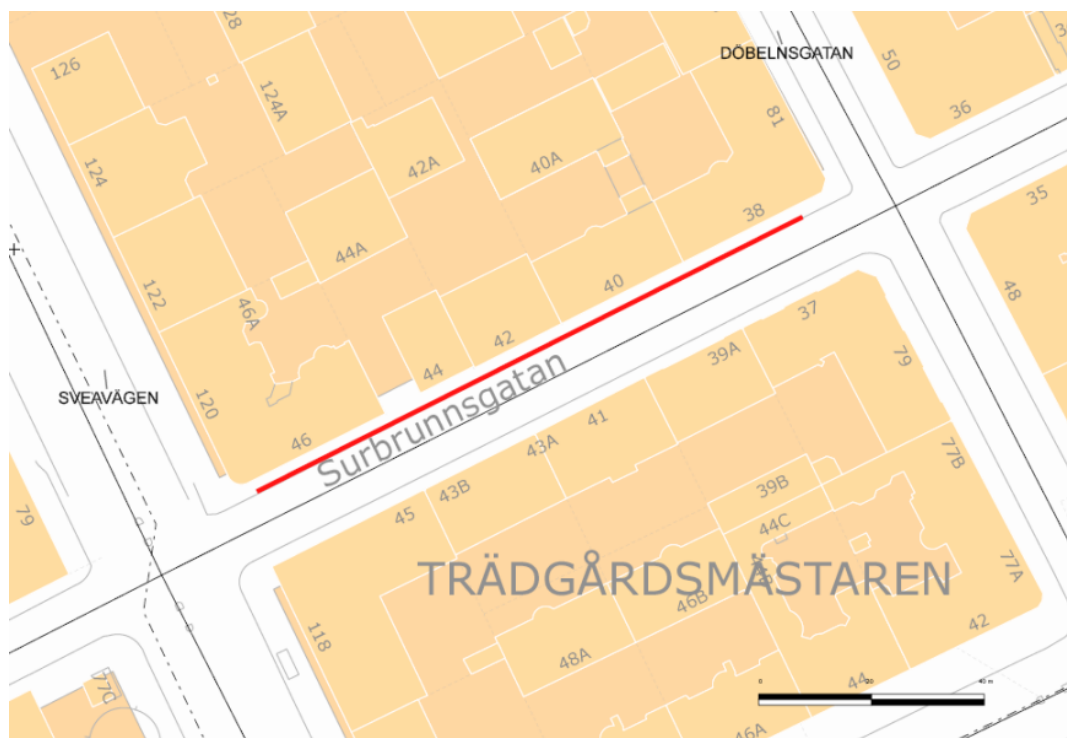 28
DÖBELNSGATAN
126
50
124A
36
81
42A
40A
124
35
38
44A
122
40
48
46A
37
42
39A
79
44
SVEAVÄGEN
120
41
46
Surbrunnsgatan
43A
77B
43B
39B
45
79
44C
TRÄDGÅRDSMÄSTAREN
77A
46B
118
42
48A
44
0
20
40 m
46A